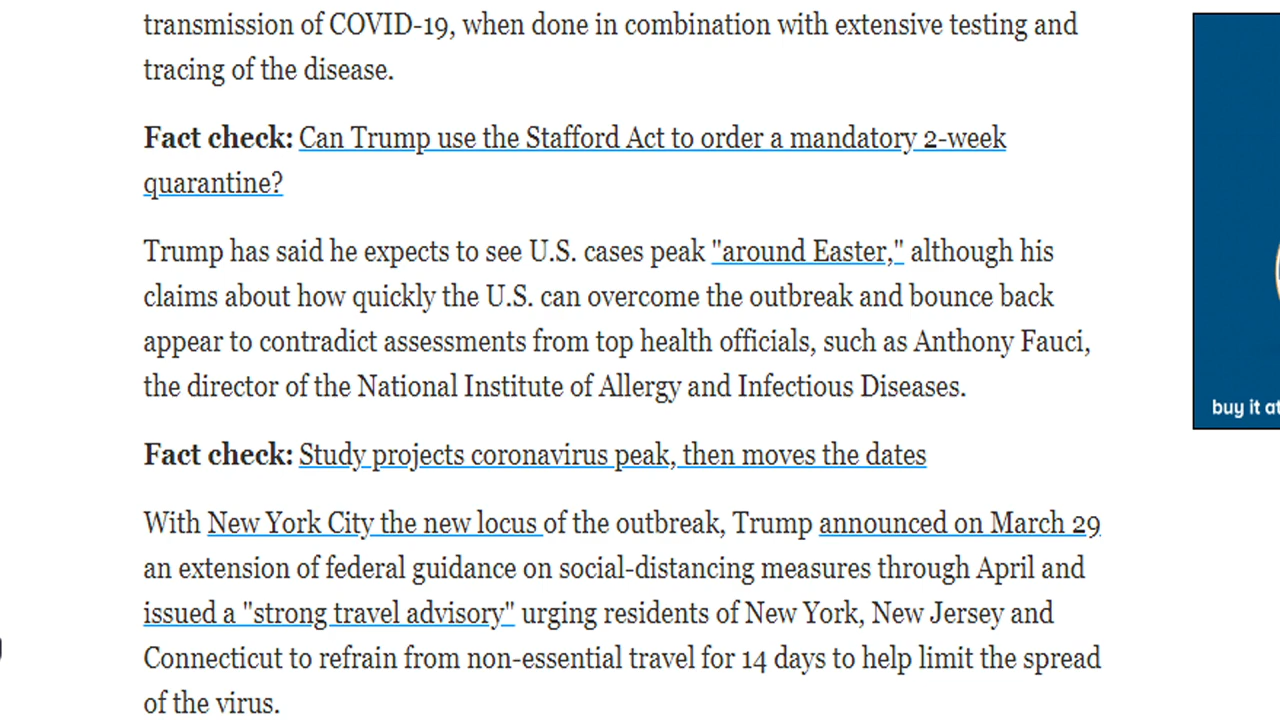 transmission of COVID-19, when done in combination with extensive testing and
tracing of the disease.
Fact check: Can Trump use the Stafford Act to order a mandatory 2-week
quarantine?
Trump has said he expects to see U.S. cases peak "around Easter," although his
claims about how quickly the U.S. can overcome the outbreak and bounce back
appear to contradict assessments from top health officials, such as Anthony Fauci,
the director of the National Institute of Allergy and Infectious Diseases.
Fact check: Study projects coronavirus peak, then moves the dates
With New York City the new locus of the outbreak, Trump announced on March 29
an extension of federal guidance on social-distancing measures through April and
issued a "strong travel advisory" urging residents of New York, New Jersey and
Connecticut to refrain from non-essential travel for 14 days to help limit the spread
of the virus.
buy it at